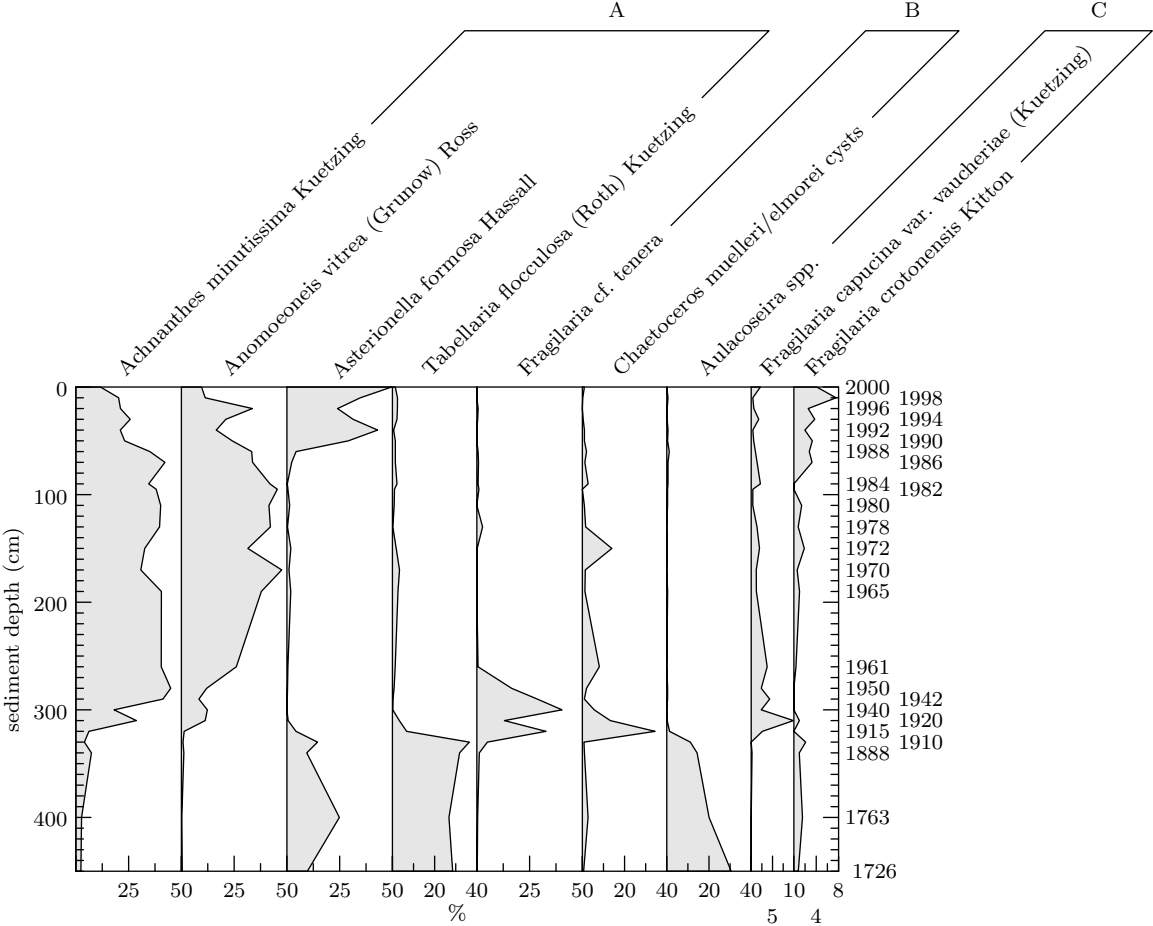 A
B
C
Achnanthes minutissima Kuetzing
Anomoeoneis vitrea (Grunow) Ross
Asterionella formosa Hassall
Tabellaria flocculosa (Roth) Kuetzing
Fragilaria cf. tenera
Chaetoceros muelleri/elmorei cysts
Aulacoseira spp.
Fragilaria capucina var. vaucheriae (Kuetzing)
Fragilaria crotonensis Kitton
sediment depth (cm)
0
100
200
300
400
2000
1998
1996
1994
1992
1990
1988
1986
1984
1982
1980
1978
1972
1970
1965
1961
1950
1942
1940
1920
1915
1910
1888
1763
1726
25 50 25 50 25 50 20 40 25 50 20 40 20 40 10 8
5 4
%